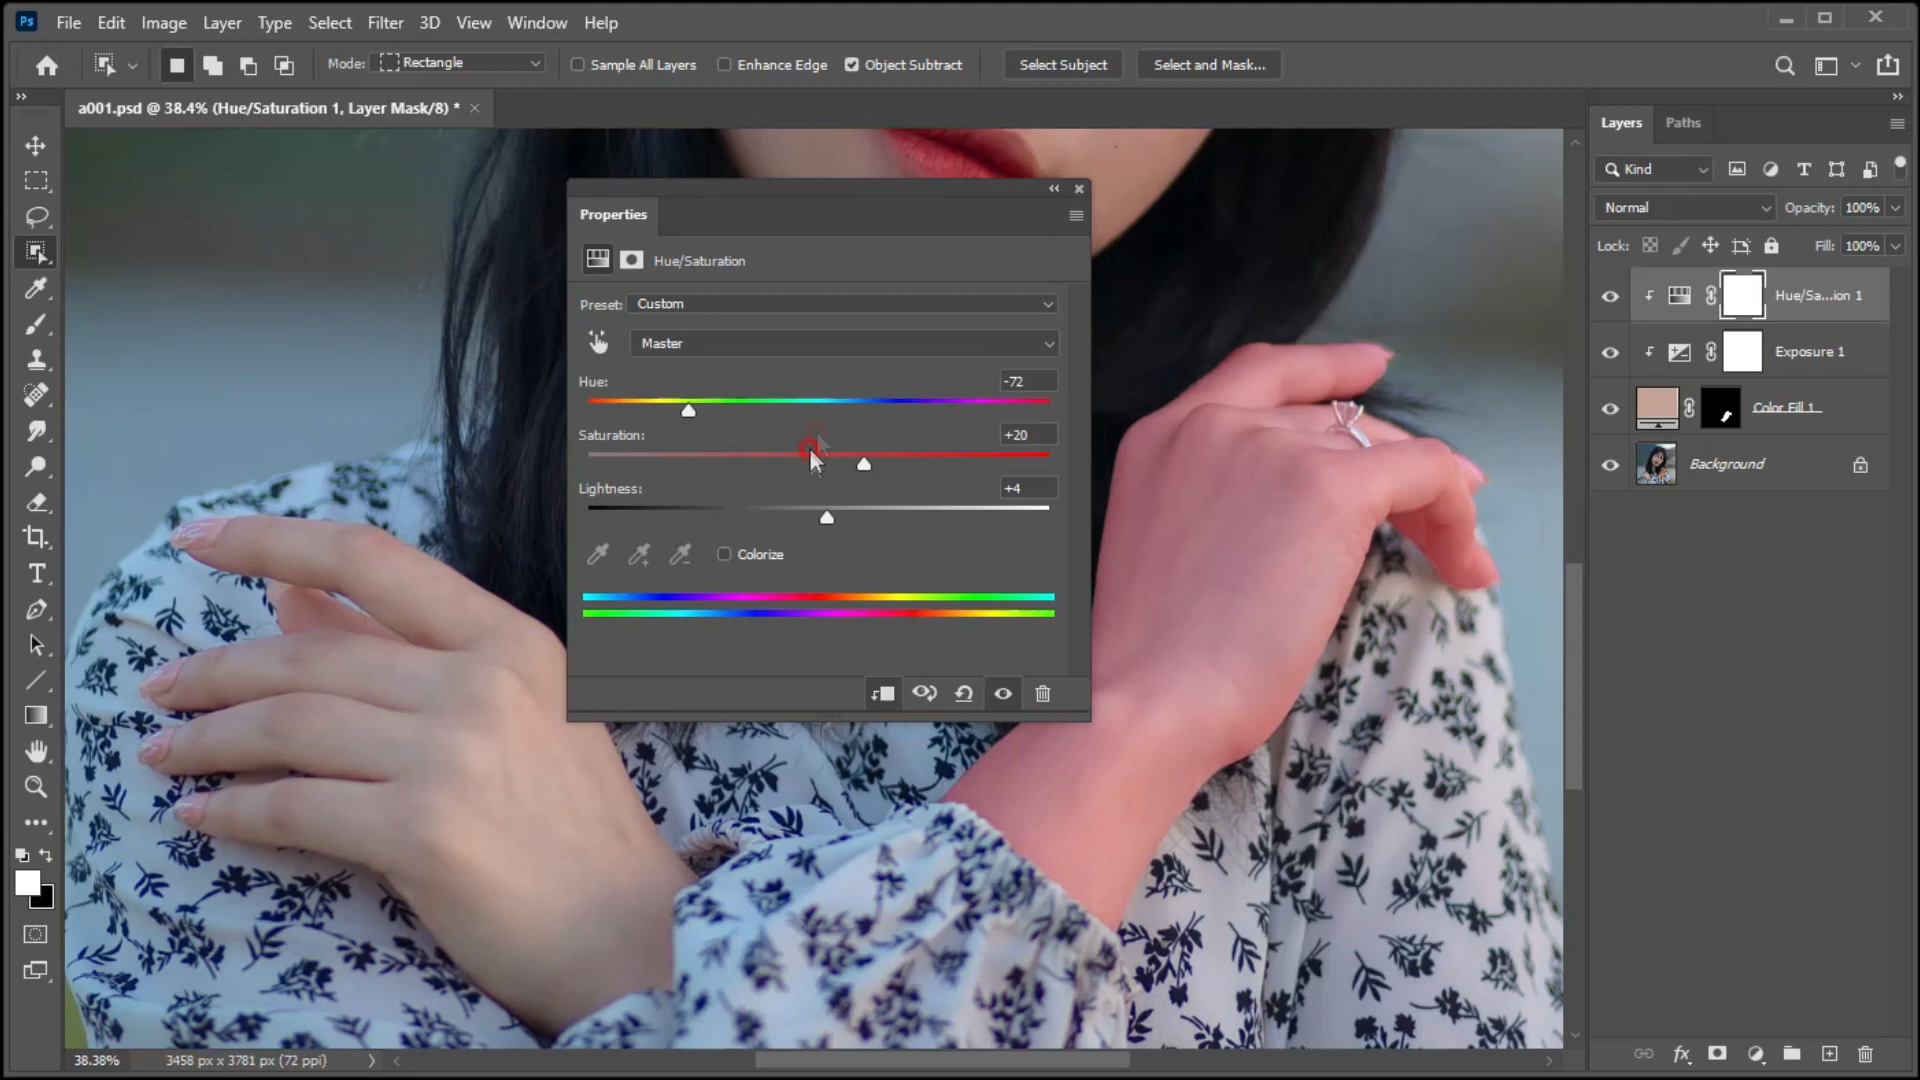 Ps File Edit Image Layer Type Select Filter 3D View Window Help
Mode: Rectangle Sample All Layers Enhance Edge Object Subtract Select Subject Select and Mask...
a001.psd @ 38.4% (Hue/Saturation 1, Layer Mask/8) *
Properties
Hue/Saturation
Preset: Custom
Master
Hue: -72
Saturation: +20
Lightness: +4
Colorize
Layers Paths
Kind
Normal Opacity: 100%
Lock: Fill: 100%
Hue/Sa...ion 1
Exposure 1
Color Fill 1
Background
38.38% 3458 px x 3781 px (72 ppi)